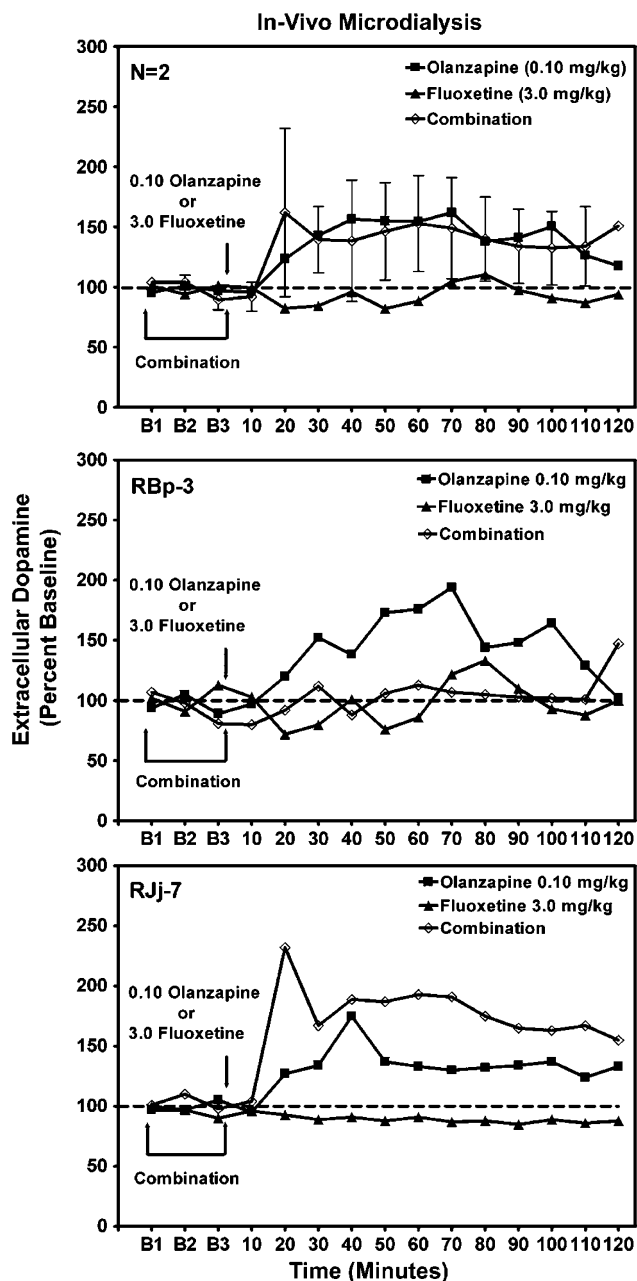 In-Vivo Microdialysis
Extracellular Dopamine
(Percent Baseline)
N=2
Olanzapine (0.10 mg/kg)
Fluoxetine (3.0 mg/kg)
Combination
0.10 Olanzapine
or
3.0 Fluoxetine
Combination
300
250
200
150
100
50
0
B1 B2 B3 10 20 30 40 50 60 70 80 90 100 110 120
RBp-3
Olanzapine 0.10 mg/kg
Fluoxetine 3.0 mg/kg
Combination
0.10 Olanzapine
or
3.0 Fluoxetine
Combination
300
250
200
150
100
50
0
B1 B2 B3 10 20 30 40 50 60 70 80 90 100 110 120
RJj-7
Olanzapine 0.10 mg/kg
Fluoxetine 3.0 mg/kg
Combination
0.10 Olanzapine
or
3.0 Fluoxetine
Combination
300
250
200
150
100
50
0
B1 B2 B3 10 20 30 40 50 60 70 80 90 100 110 120
Time (Minutes)